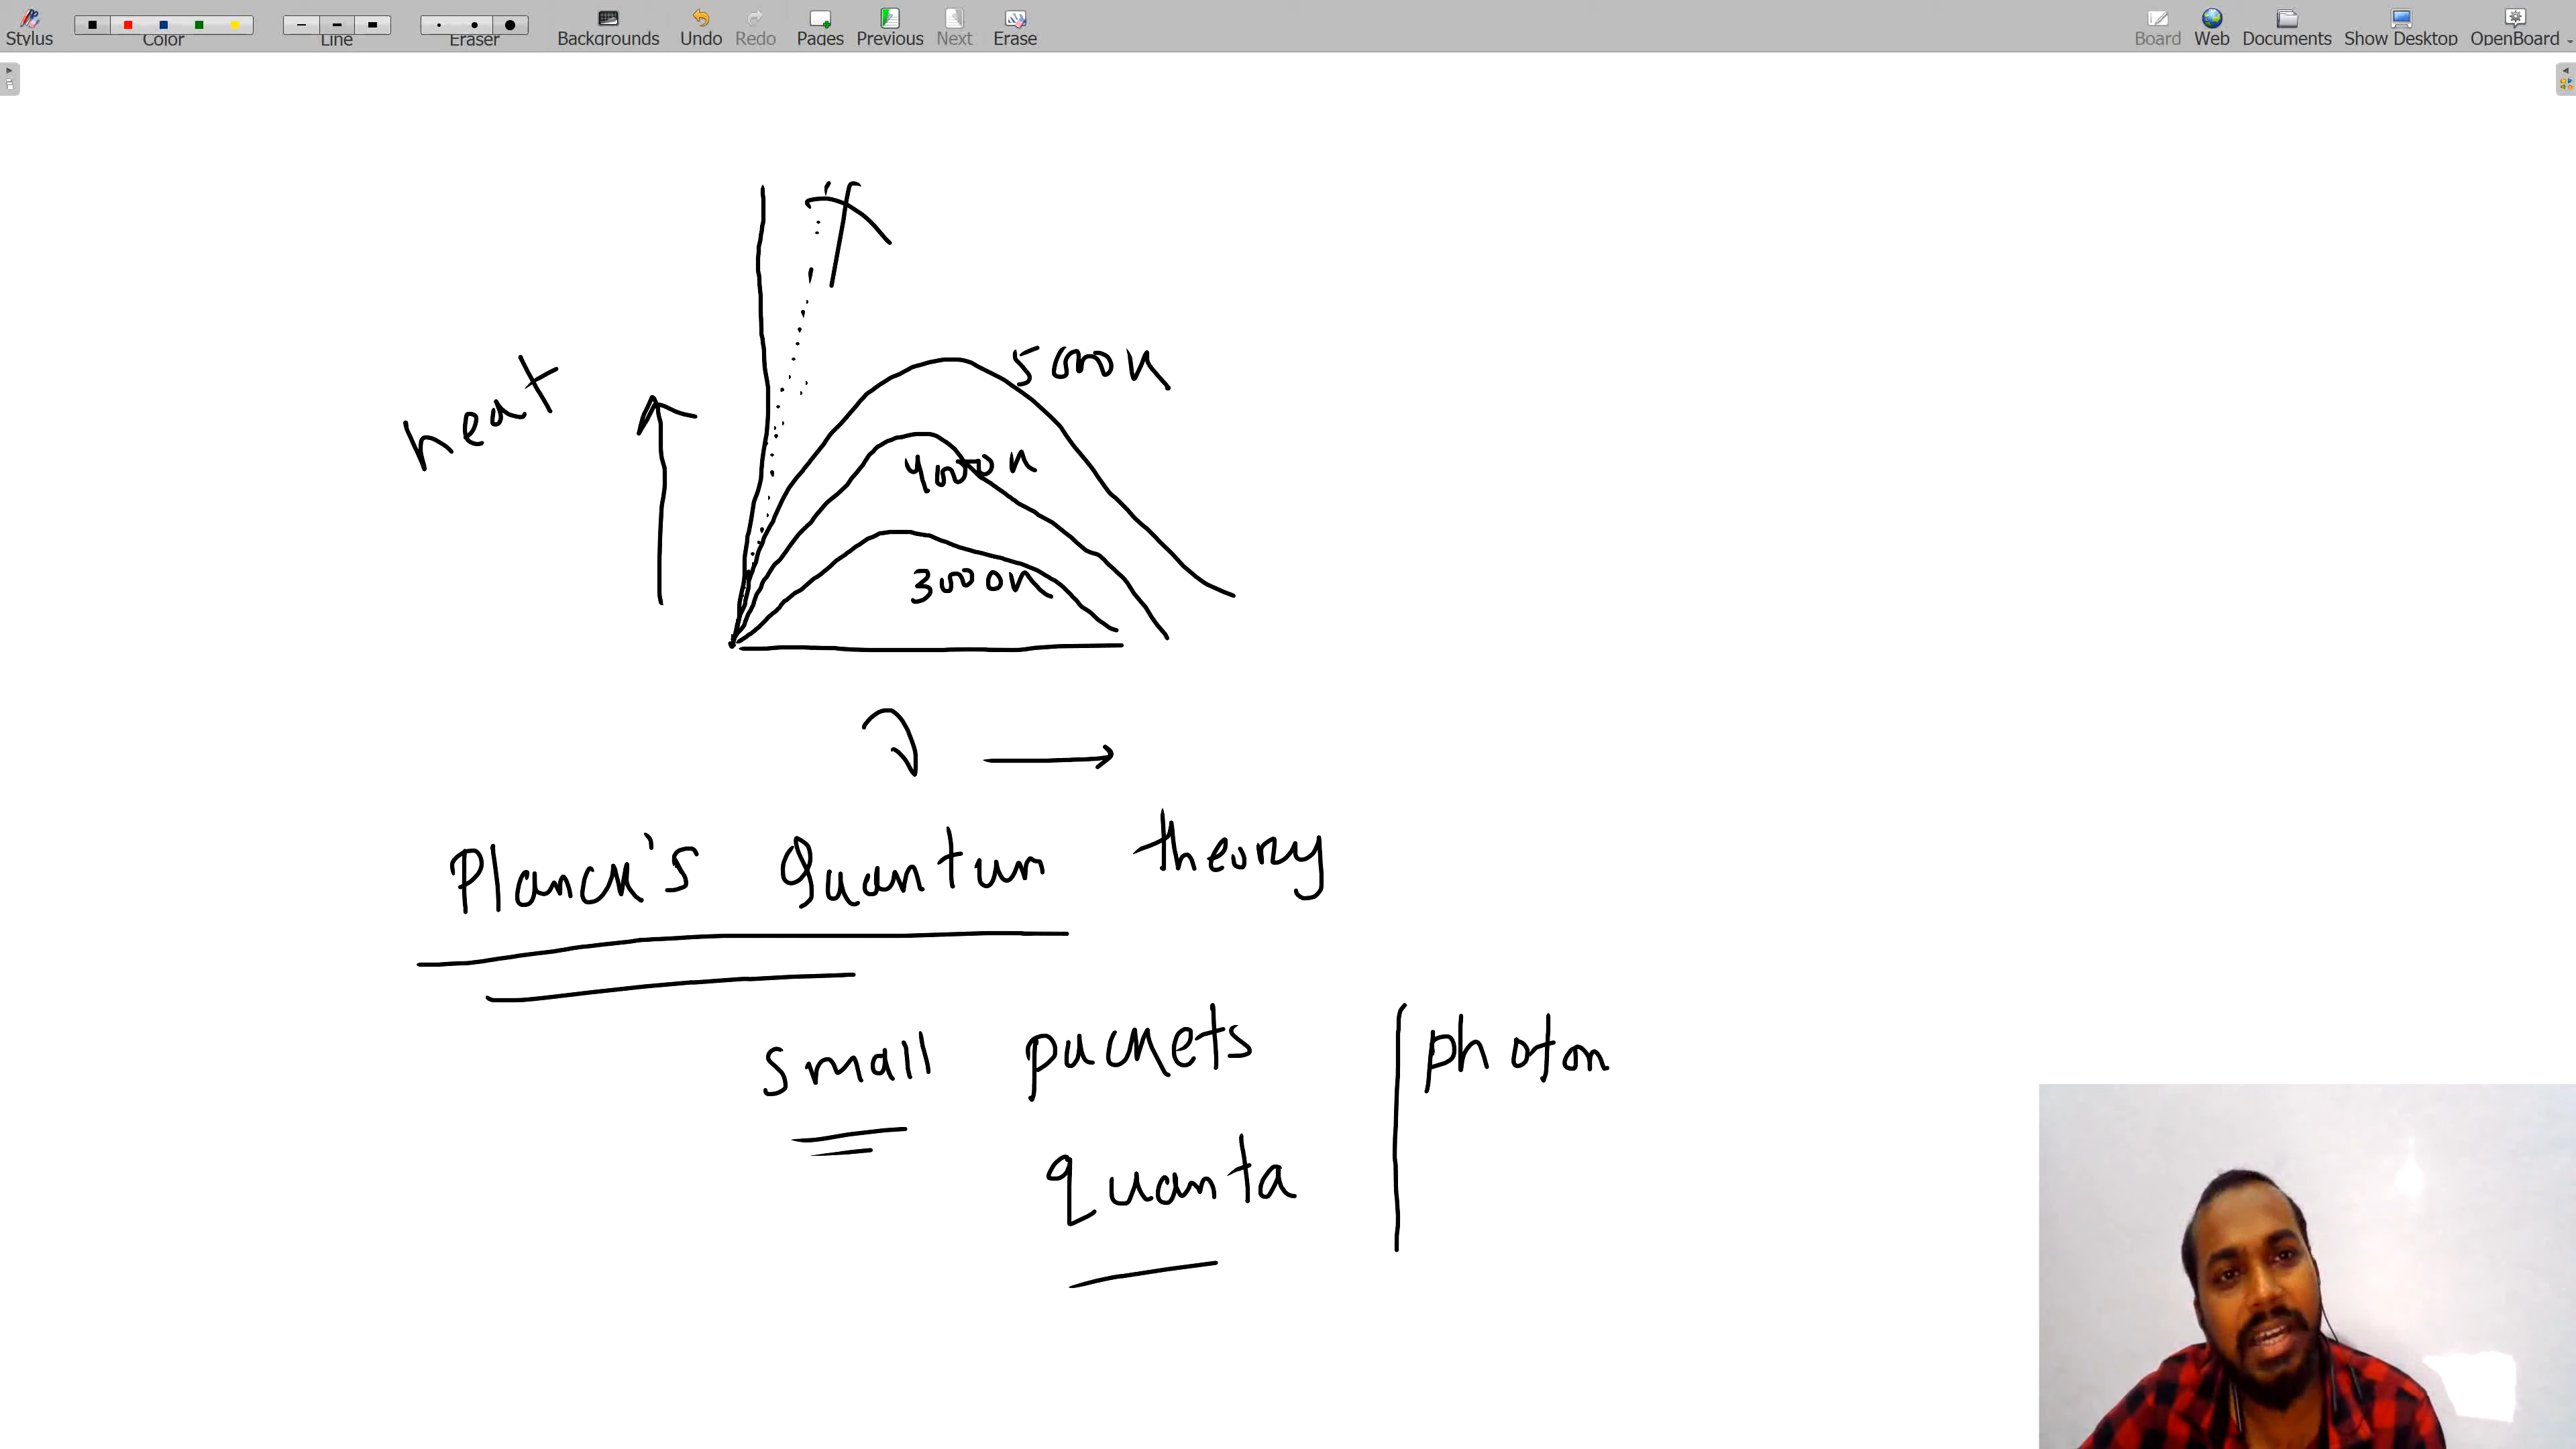 Stylus Color Line Eraser Backgrounds Undo Redo Pages Previous Next Erase Board Web Documents Show Desktop OpenBoard
heat
5000K
4000K
3000K
Planck's Quantum theory
small packets | photon
quanta